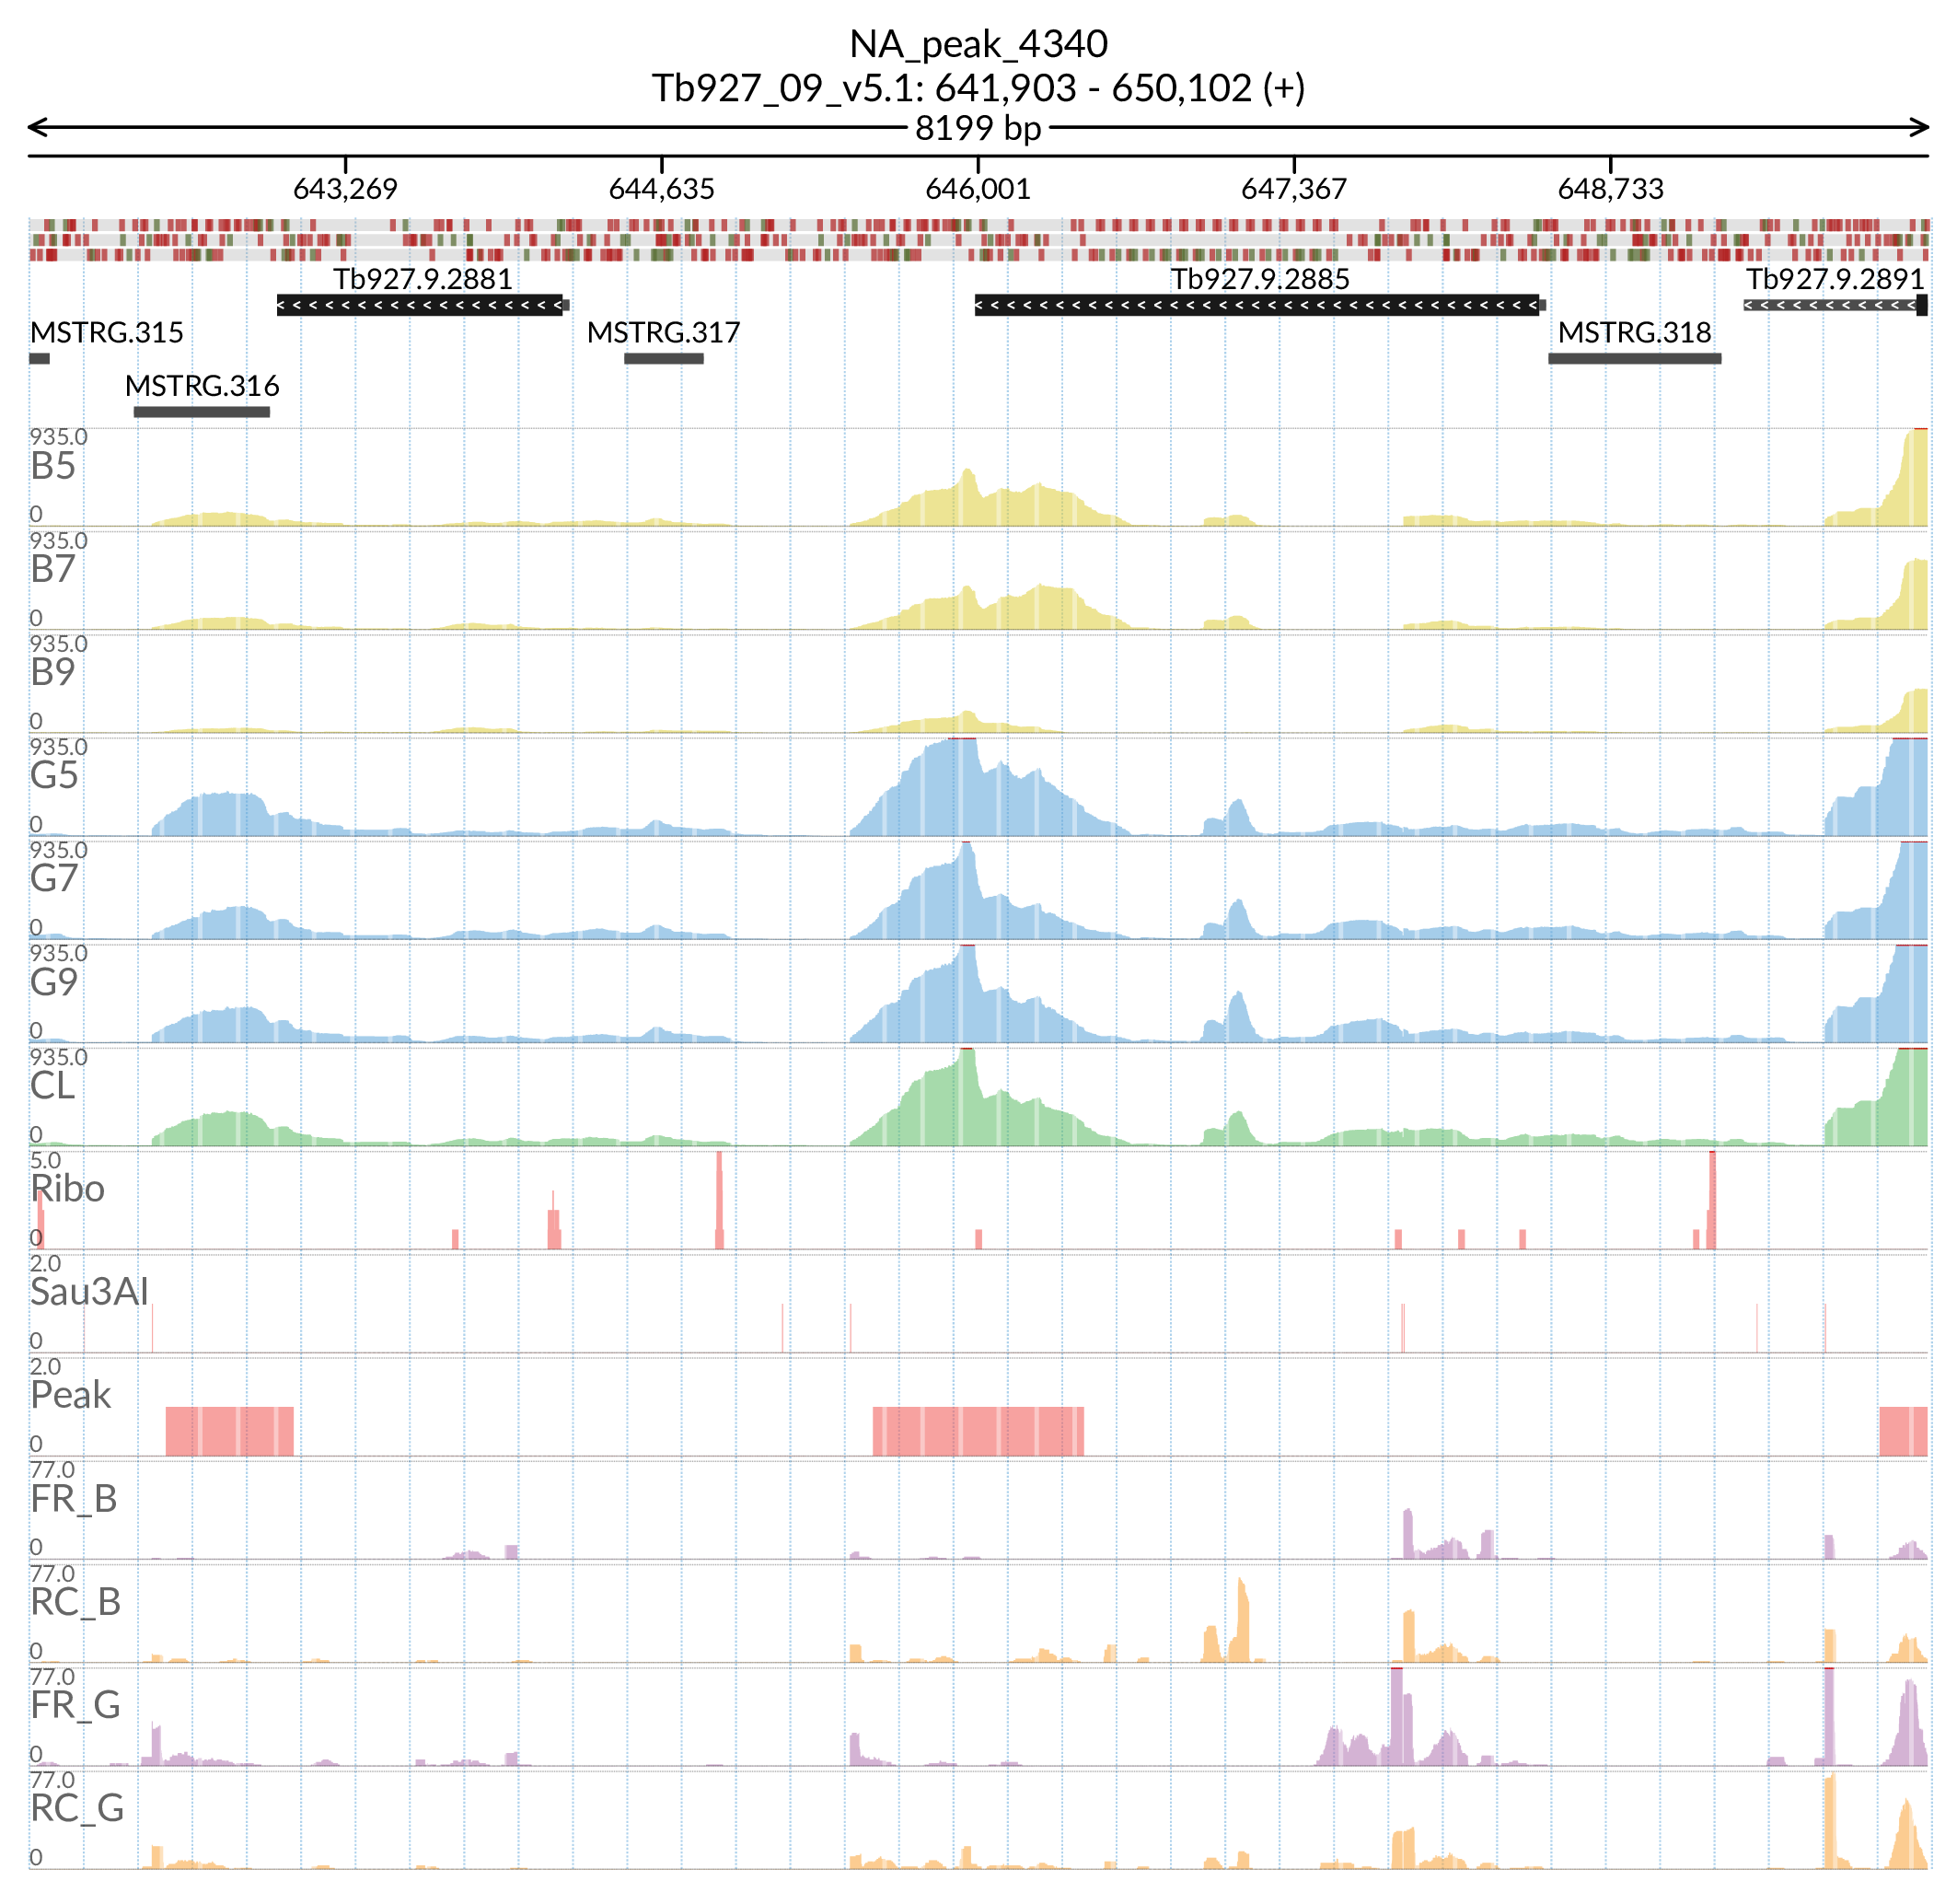 NA_peak_4340
Tb927_09_v5.1: 641,903 - 650,102 (+)
8199 bp
643,269 644,635 646,001 647,367 648,733
Tb927.9.2881 Tb927.9.2885 Tb927.9.2891
MSTRG.315 MSTRG.317 MSTRG.318
MSTRG.316
935.0
B5
0
935.0
B7
0
935.0
B9
0
935.0
G5
0
935.0
G7
0
935.0
G9
0
935.0
CL
0
5.0
Ribo
0
2.0
Sau3AI
0
2.0
Peak
0
77.0
FR_B
0
77.0
RC_B
0
77.0
FR_G
0
77.0
RC_G
0